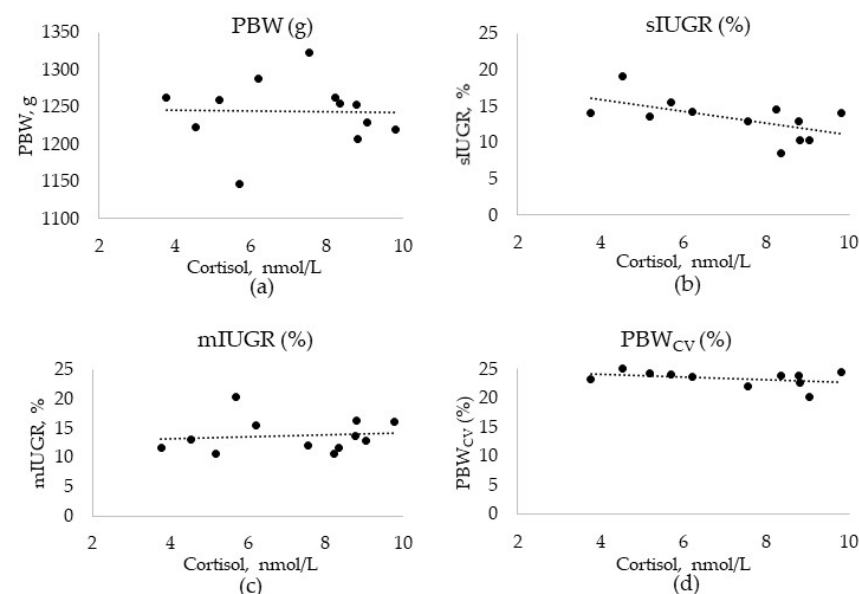 PBW (g)
1350
1300
1250
1200
1150
1100
PBW, g
2 4 6 8 10
Cortisol, nmol/L
(a)
sIUGR (%)
25
20
15
10
5
0
sIUGR, %
2 4 6 8 10
Cortisol, nmol/L
(b)
mIUGR (%)
25
20
15
10
5
0
mIUGR, %
2 4 6 8 10
Cortisol, nmol/L
(c)
PBWCV (%)
25
20
15
10
5
0
PBWCV (%)
2 4 6 8 10
Cortisol, nmol/L
(d)